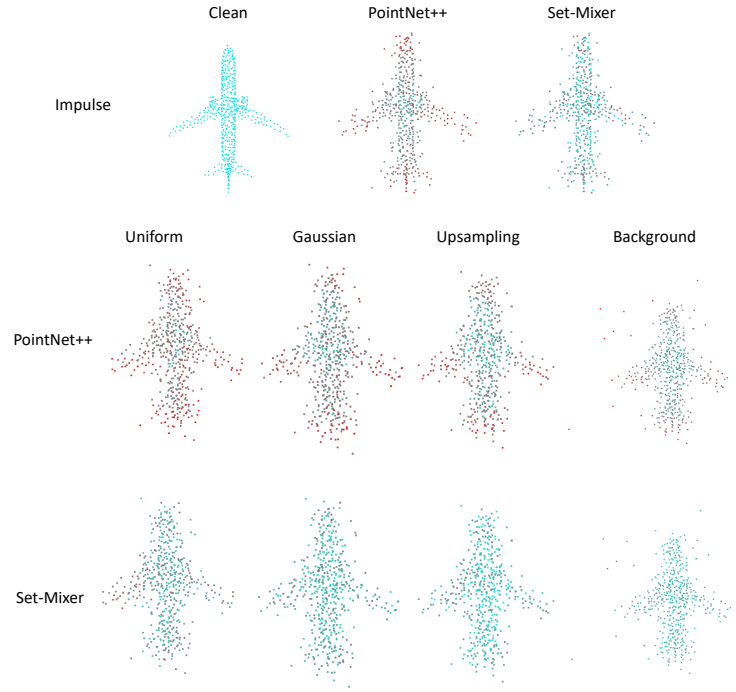 Clean PointNet++ Set-Mixer
Impulse
Uniform Gaussian Upsampling Background
PointNet++
Set-Mixer